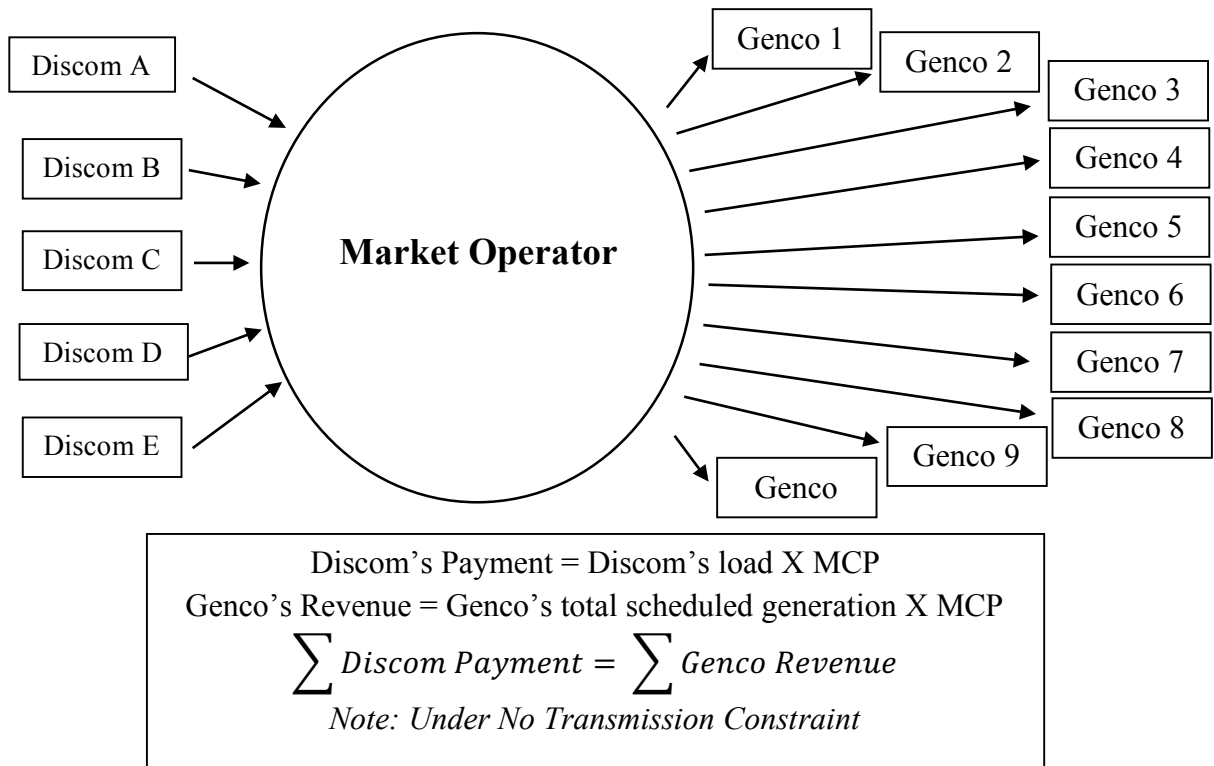 Discom A
Discom B
Discom C
Discom D
Discom E
Market Operator
Genco 1
Genco 2
Genco 3
Genco 4
Genco 5
Genco 6
Genco 7
Genco 8
Genco 9
Genco
Discom’s Payment = Discom’s load X MCP
Genco’s Revenue = Genco’s total scheduled generation X MCP
∑ Discom Payment = ∑ Genco Revenue
Note: Under No Transmission Constraint